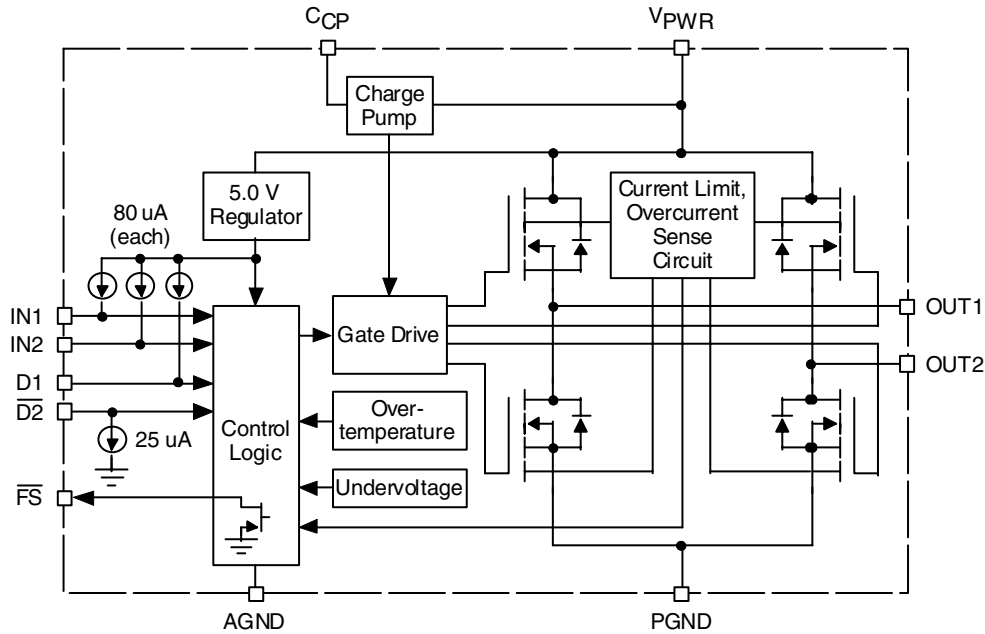 CCP
VPWR
Charge
Pump
5.0 V
Regulator
80 uA
(each)
Current Limit,
Overcurrent
Sense
Circuit
IN1
IN2
D1
D2
FS
25 uA
Control
Logic
Gate Drive
Over-
temperature
Undervoltage
OUT1
OUT2
AGND
PGND